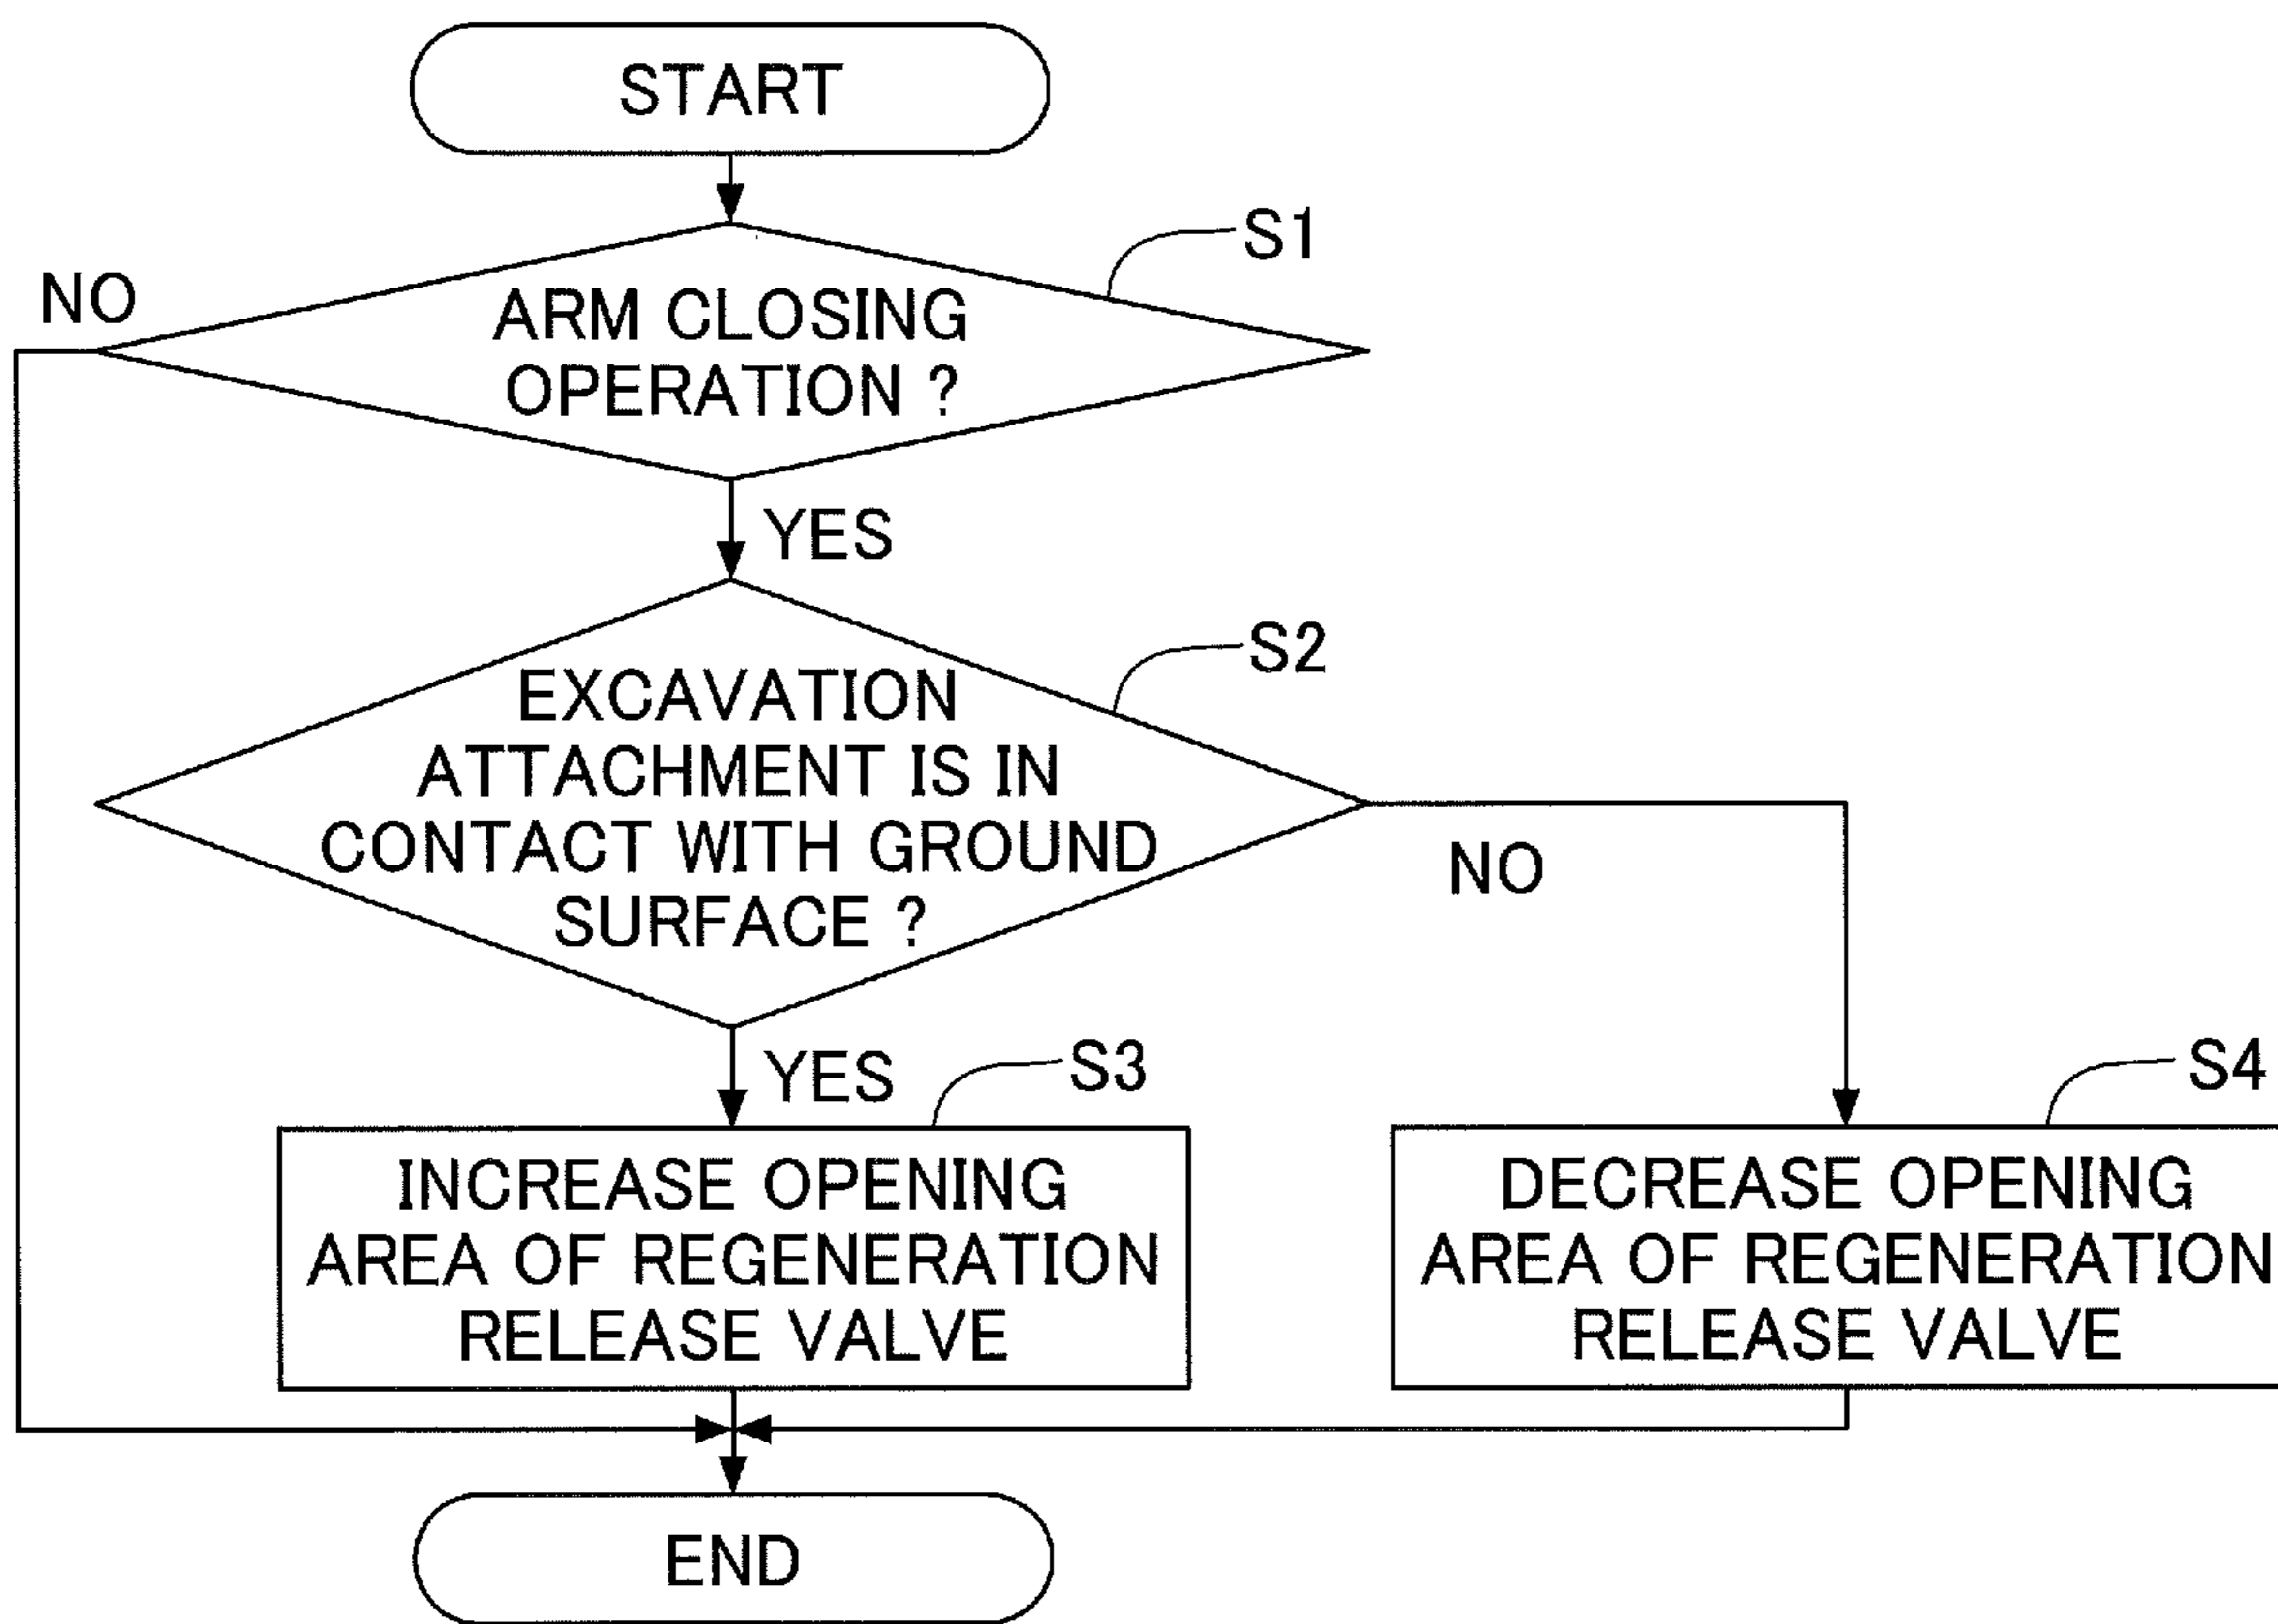 START
S1
NO
ARM CLOSING
OPERATION ?
YES
S2
EXCAVATION
ATTACHMENT IS IN
CONTACT WITH GROUND
SURFACE ?
NO
YES
S3
S4
INCREASE OPENING
AREA OF REGENERATION
RELEASE VALVE
DECREASE OPENING
AREA OF REGENERATION
RELEASE VALVE
END